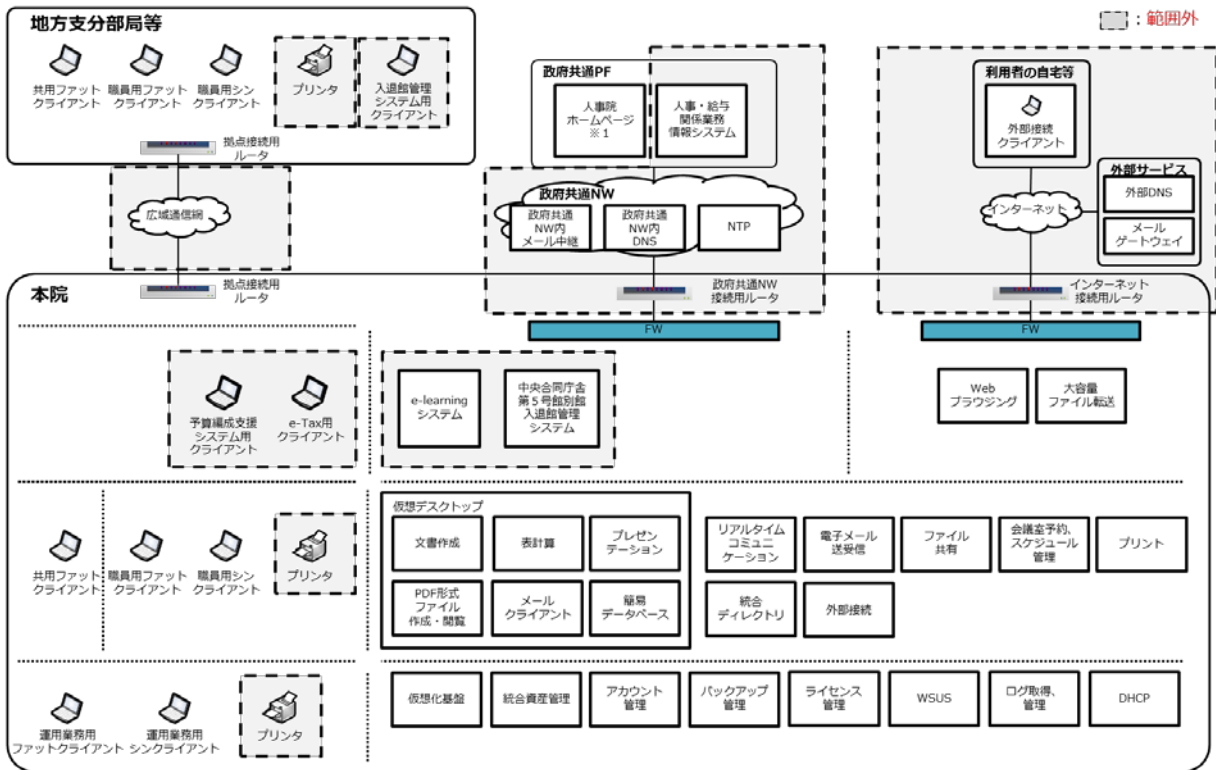 地方支分部局等
：範囲外
共用ファット
クライアント
職員用ファット
クライアント
職員用シン
クライアント
プリンタ
入退館管理
システム用
クライアント
拠点接続用
ルータ
政府共通PF
人事院
ホームページ
※１
人事・給与
関係業務
情報システム
利用者の自宅等
外部接続
クライアント
広域通信網
政府共通NW
政府共通
NW内
メール中継
政府共通
NW内
DNS
NTP
インターネット
外部サービス
外部DNS
メール
ゲートウェイ
本院
拠点接続用
ルータ
政府共通NW
接続用ルータ
インターネット
接続用ルータ
FW
FW
予算編成支援
システム用
クライアント
e-Tax用
クライアント
e-learning
システム
中央合同庁舎
第５号館別館
入退館管理
システム
Web
ブラウジング
大容量
ファイル転送
共用ファット
クライアント
職員用ファット
クライアント
職員用シン
クライアント
プリンタ
仮想デスクトップ
文書作成
表計算
プレゼン
テーション
PDF形式
ファイル
作成・閲覧
メール
クライアント
簡易
データベース
リアルタイム
コミュニ
ケーション
電子メール
送受信
ファイル
共有
会議室予約、
スケジュール
管理
プリント
統合
ディレクトリ
外部接続
運用業務用
ファットクライアント
運用業務用
シンクライアント
プリンタ
仮想化基盤
統合資産管理
アカウント
管理
バックアップ
管理
ライセンス
管理
WSUS
ログ取得、
管理
DHCP